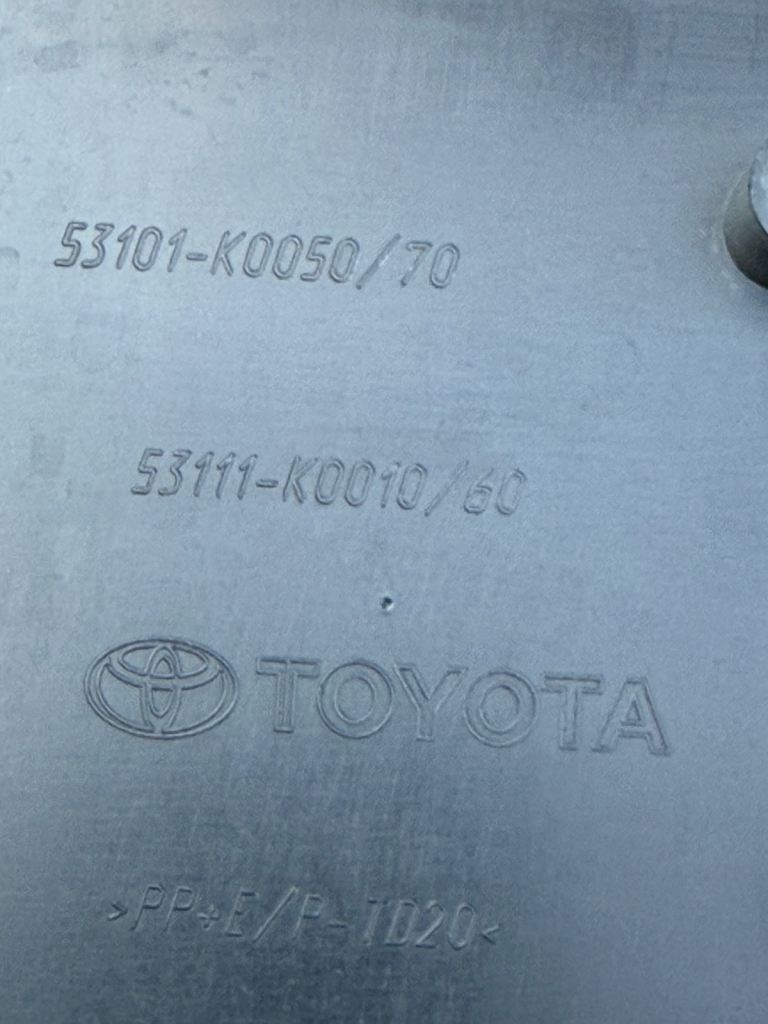 53101-K0050/70
53111-K0010/60
TOYOTA
>PP+E/P-TD20<